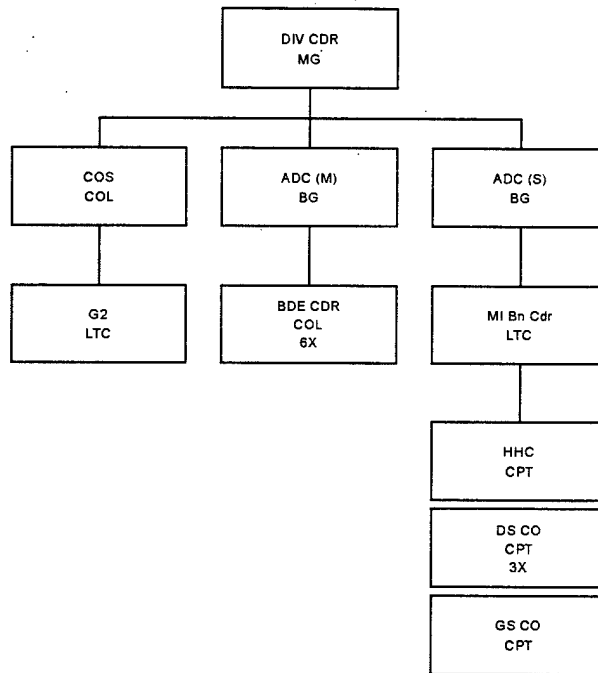 DIV CDR
MG
COS
COL
ADC (M)
BG
ADC (S)
BG
G2
LTC
BDE CDR
COL
6X
MI Bn Cdr
LTC
HHC
CPT
DS CO
CPT
3X
GS CO
CPT